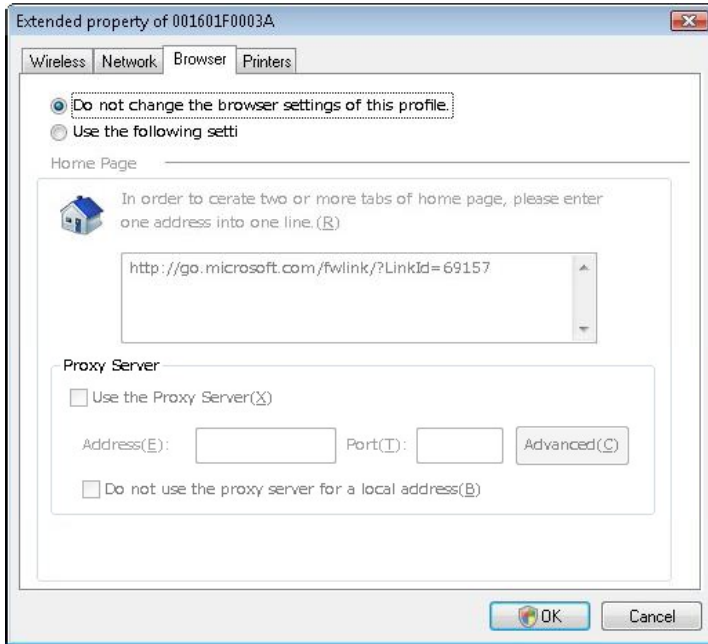 Extended property of 001601F0003A
Wireless Network Browser Printers
Do not change the browser settings of this profile.
Use the following setti
Home Page
In order to cerate two or more tabs of home page, please enter
one address into one line.(R)
http://go.microsoft.com/fwlink/?LinkId=69157
Proxy Server
Use the Proxy Server(X)
Address(E): Port(T): Advanced(C)
Do not use the proxy server for a local address(B)
OK Cancel